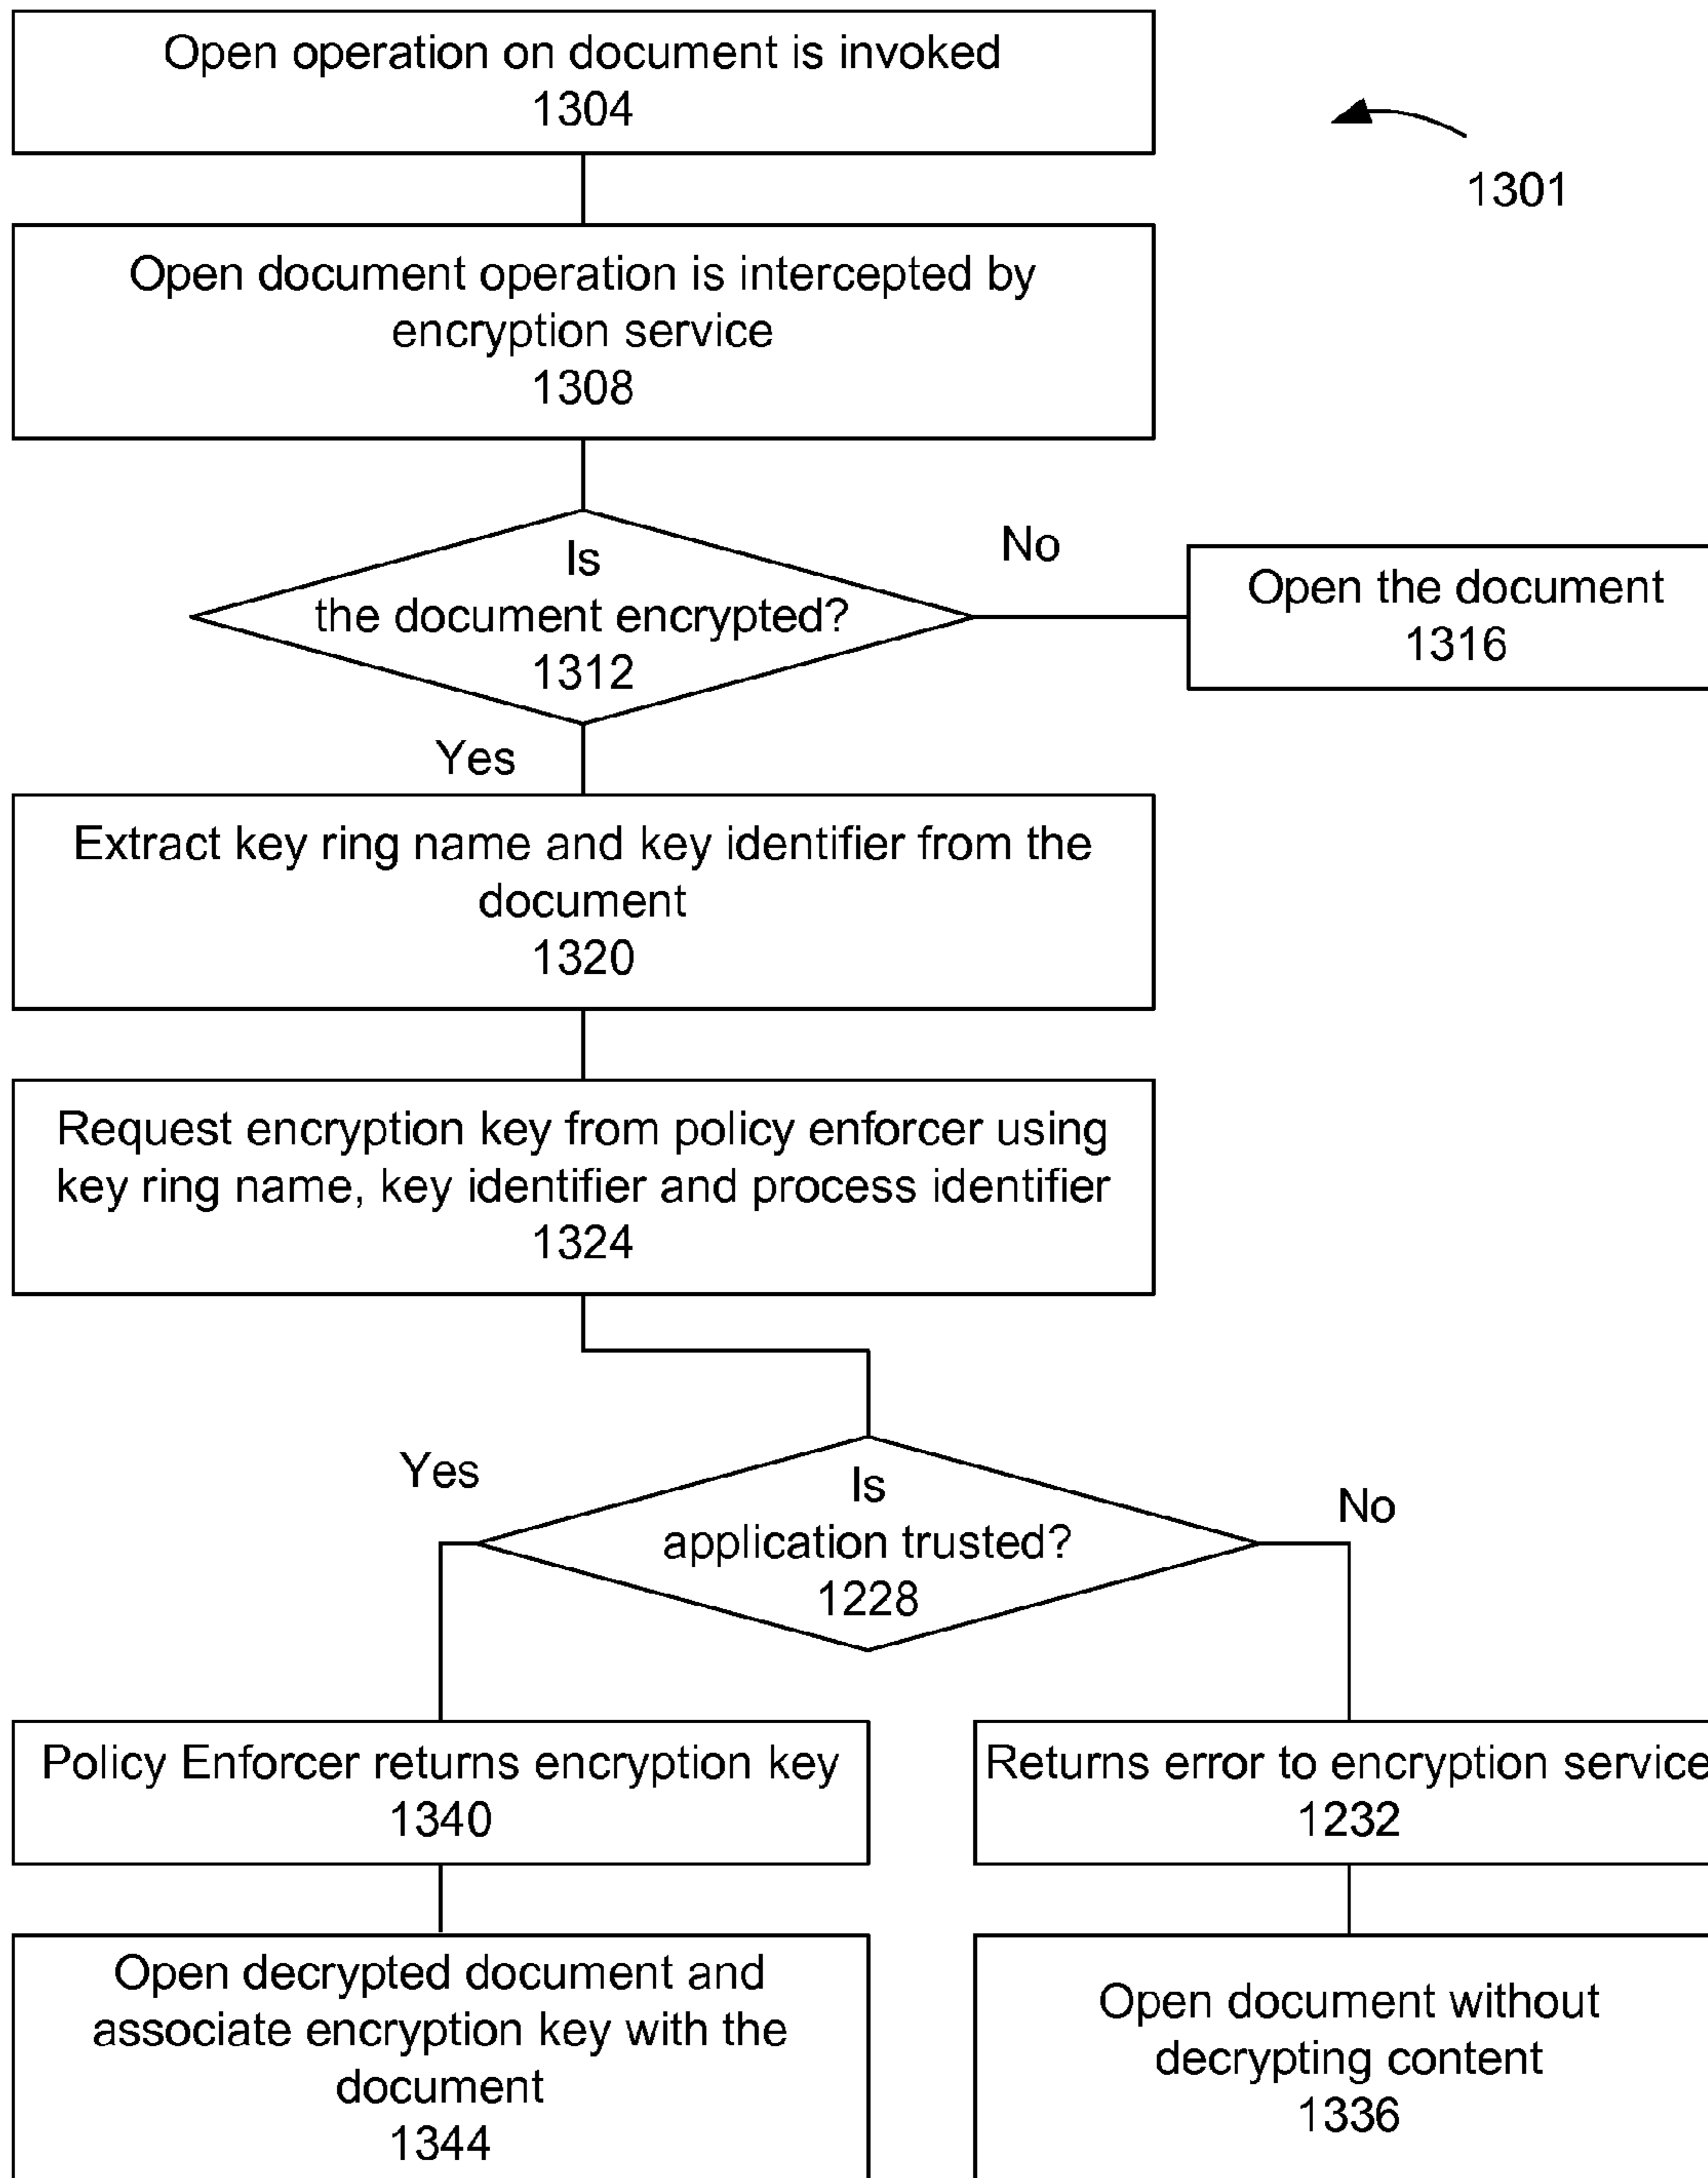 Open operation on document is invoked
1304
1301
Open document operation is intercepted by
encryption service
1308
Is
the document encrypted?
1312
No
Open the document
1316
Yes
Extract key ring name and key identifier from the
document
1320
Request encryption key from policy enforcer using
key ring name, key identifier and process identifier
1324
Is
application trusted?
1228
Yes
No
Policy Enforcer returns encryption key
1340
Returns error to encryption service
1232
Open decrypted document and
associate encryption key with the
document
1344
Open document without
decrypting content
1336